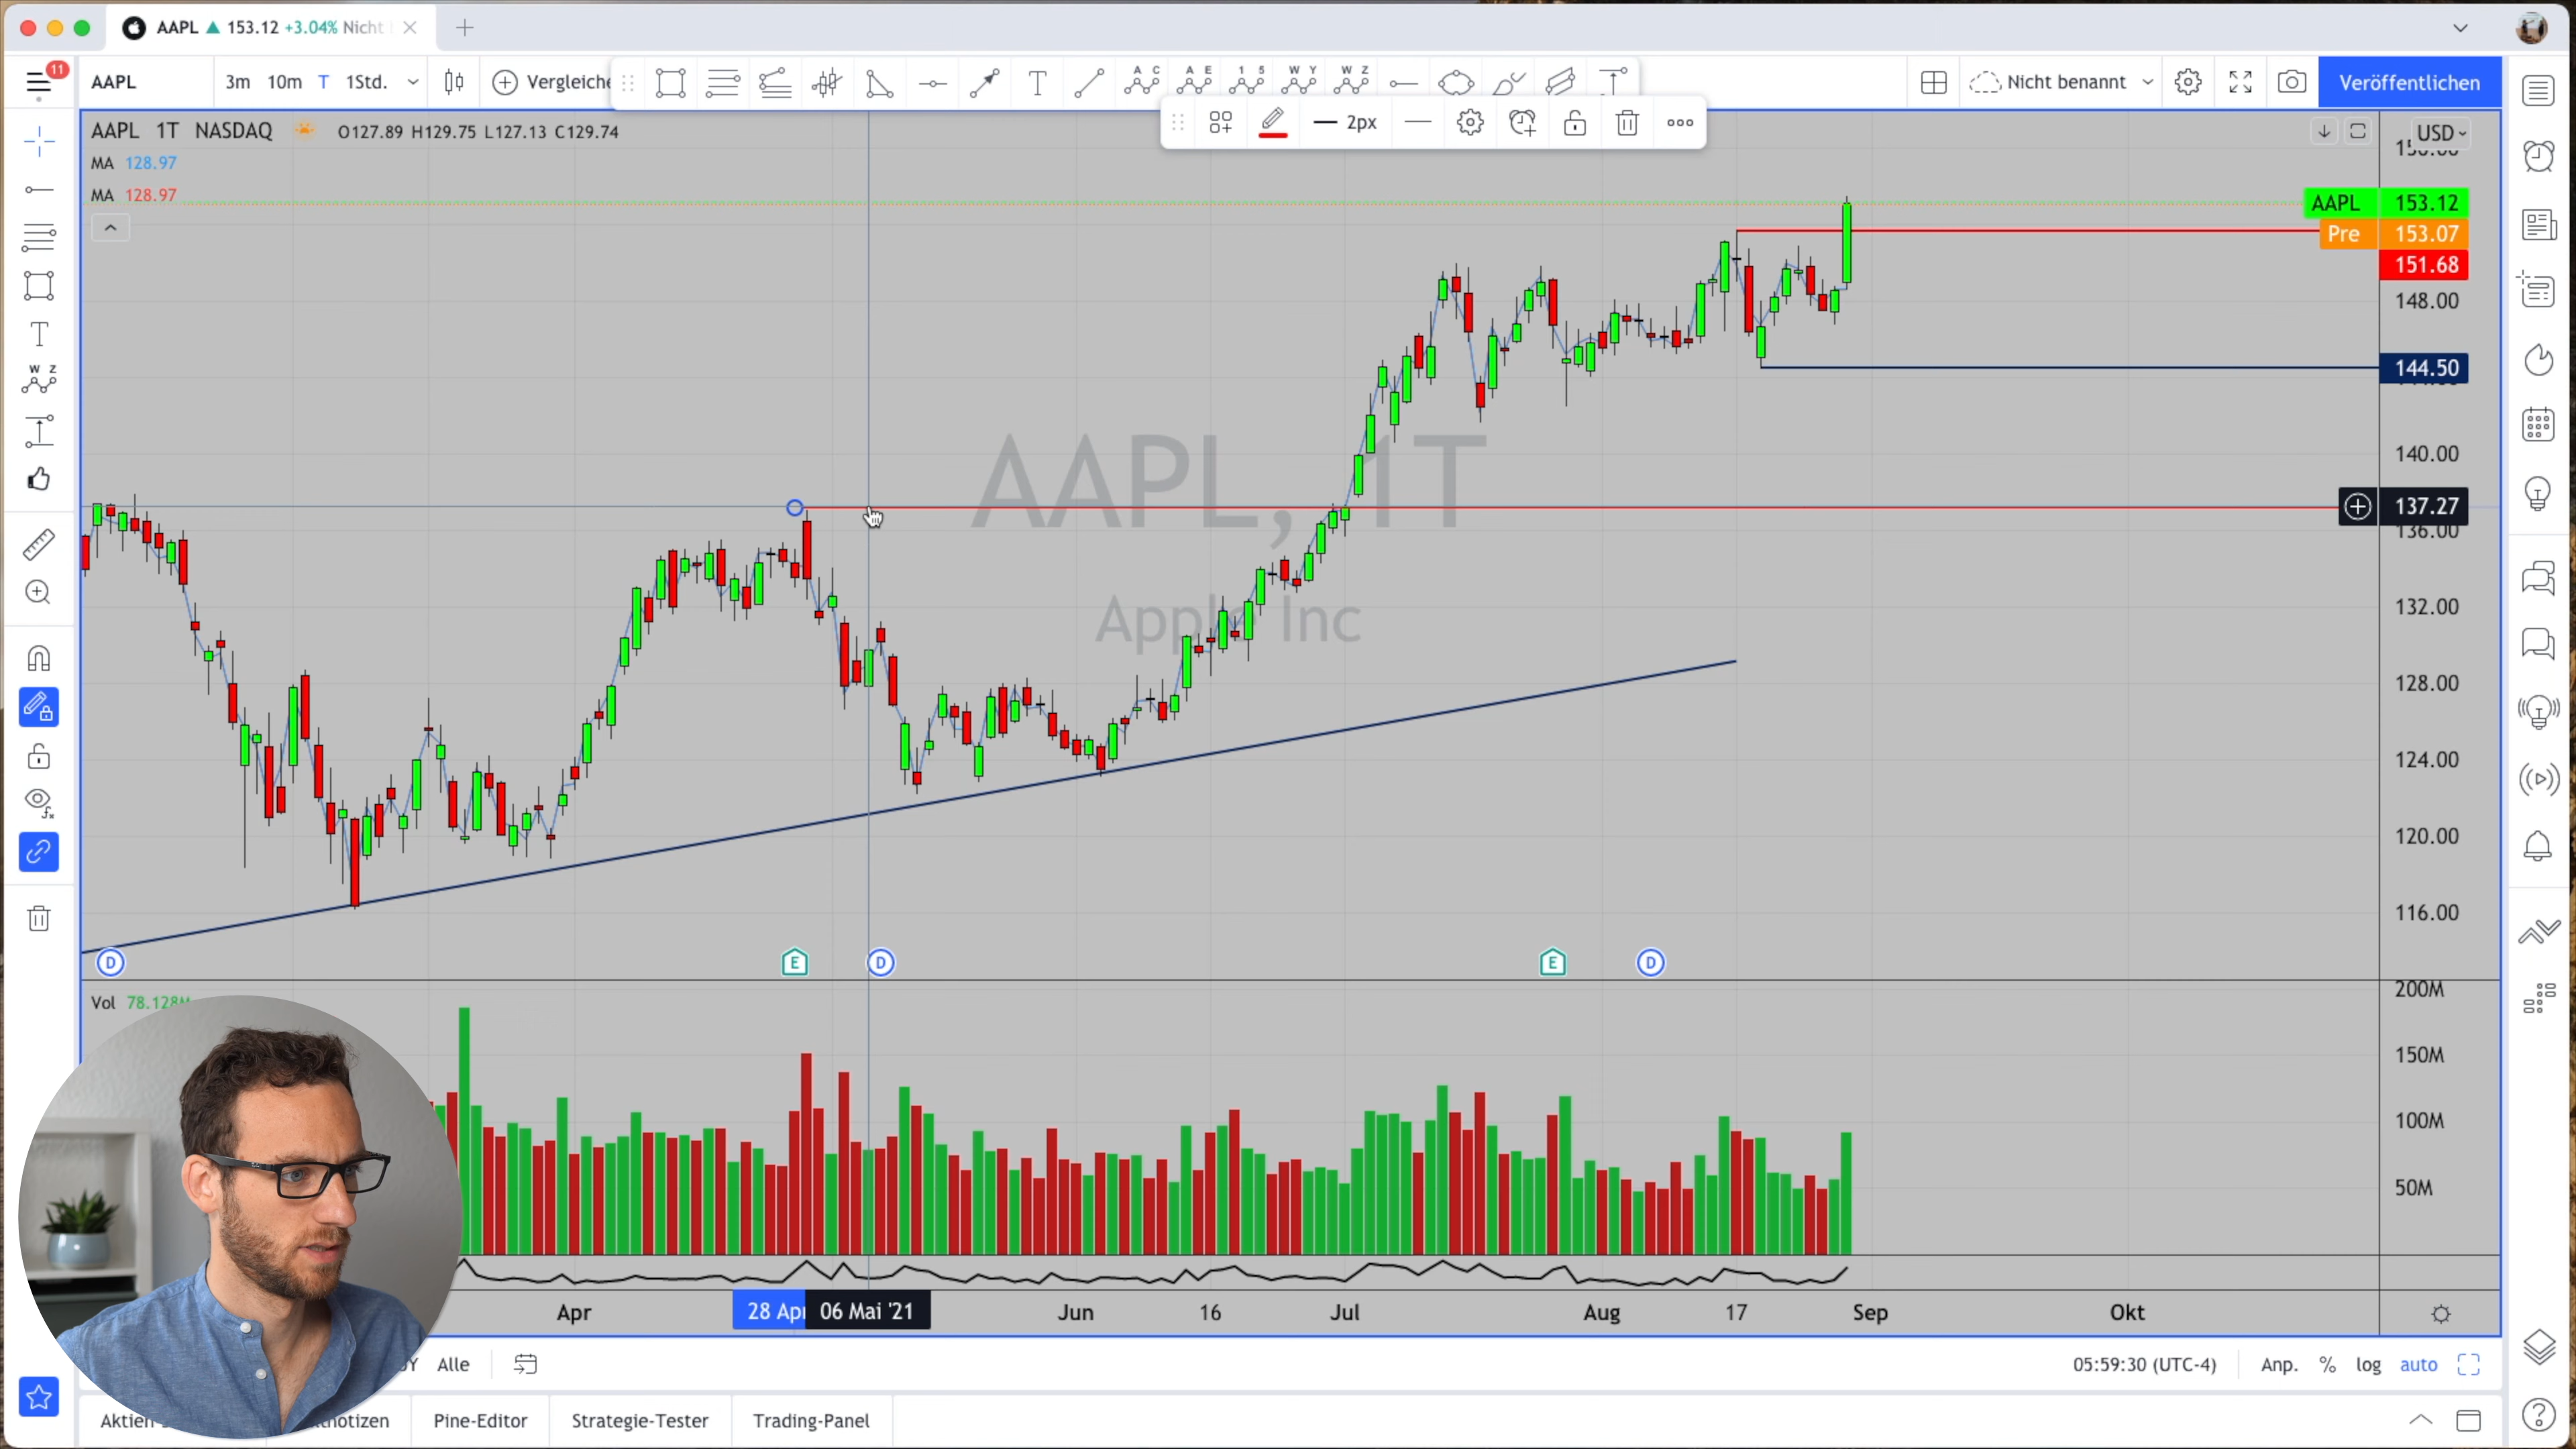 AAPL ▲ 153.12 +3.04% Nicht
11
AAPL 3m 10m T 1Std. Vergleiche
A C A E 1 5 W Y W Z
T
Nicht benannt
Veröffentlichen
2px
AAPL 1T NASDAQ O127.89 H129.75 L127.13 C129.74
USD
MA 128.97
MA 128.97
AAPL 153.12
Pre 153.07
151.68
148.00
T
W Z
144.50
AAPL, 1T
140.00
137.27
136.00
Apple Inc
132.00
128.00
124.00
120.00
116.00
D E D E D
Vol 78.128M
200M
150M
100M
50M
Apr 28 Apr 06 Mai '21 Jun 16 Jul Aug 17 Sep Okt
Alle
05:59:30 (UTC-4) Anp. % log auto
Pine-Editor Strategie-Tester Trading-Panel